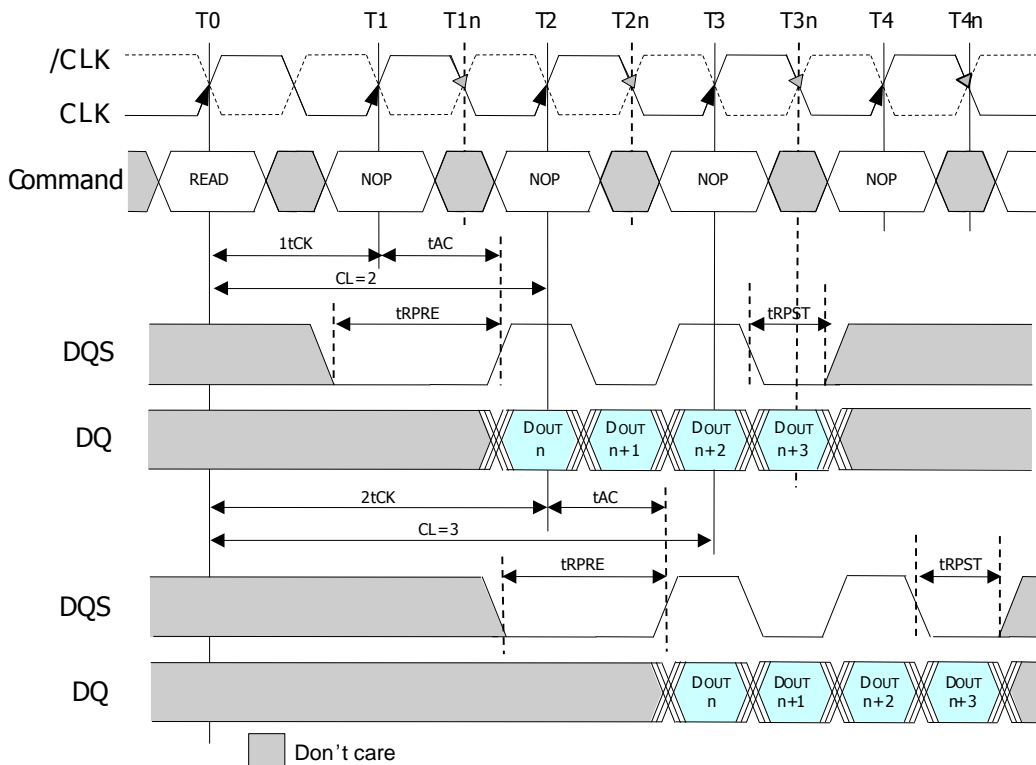 T0 T1 T1n T2 T2n T3 T3n T4 T4n
/CLK
CLK
Command READ NOP NOP NOP NOP
1tCK tAC
CL=2
tRPRE tRPST
DQS
DQ
DOUT n
DOUT n+1
DOUT n+2
DOUT n+3
2tCK tAC
CL=3
tRPRE tRPST
DQS
DQ
DOUT n
DOUT n+1
DOUT n+2
DOUT n+3
Don't care